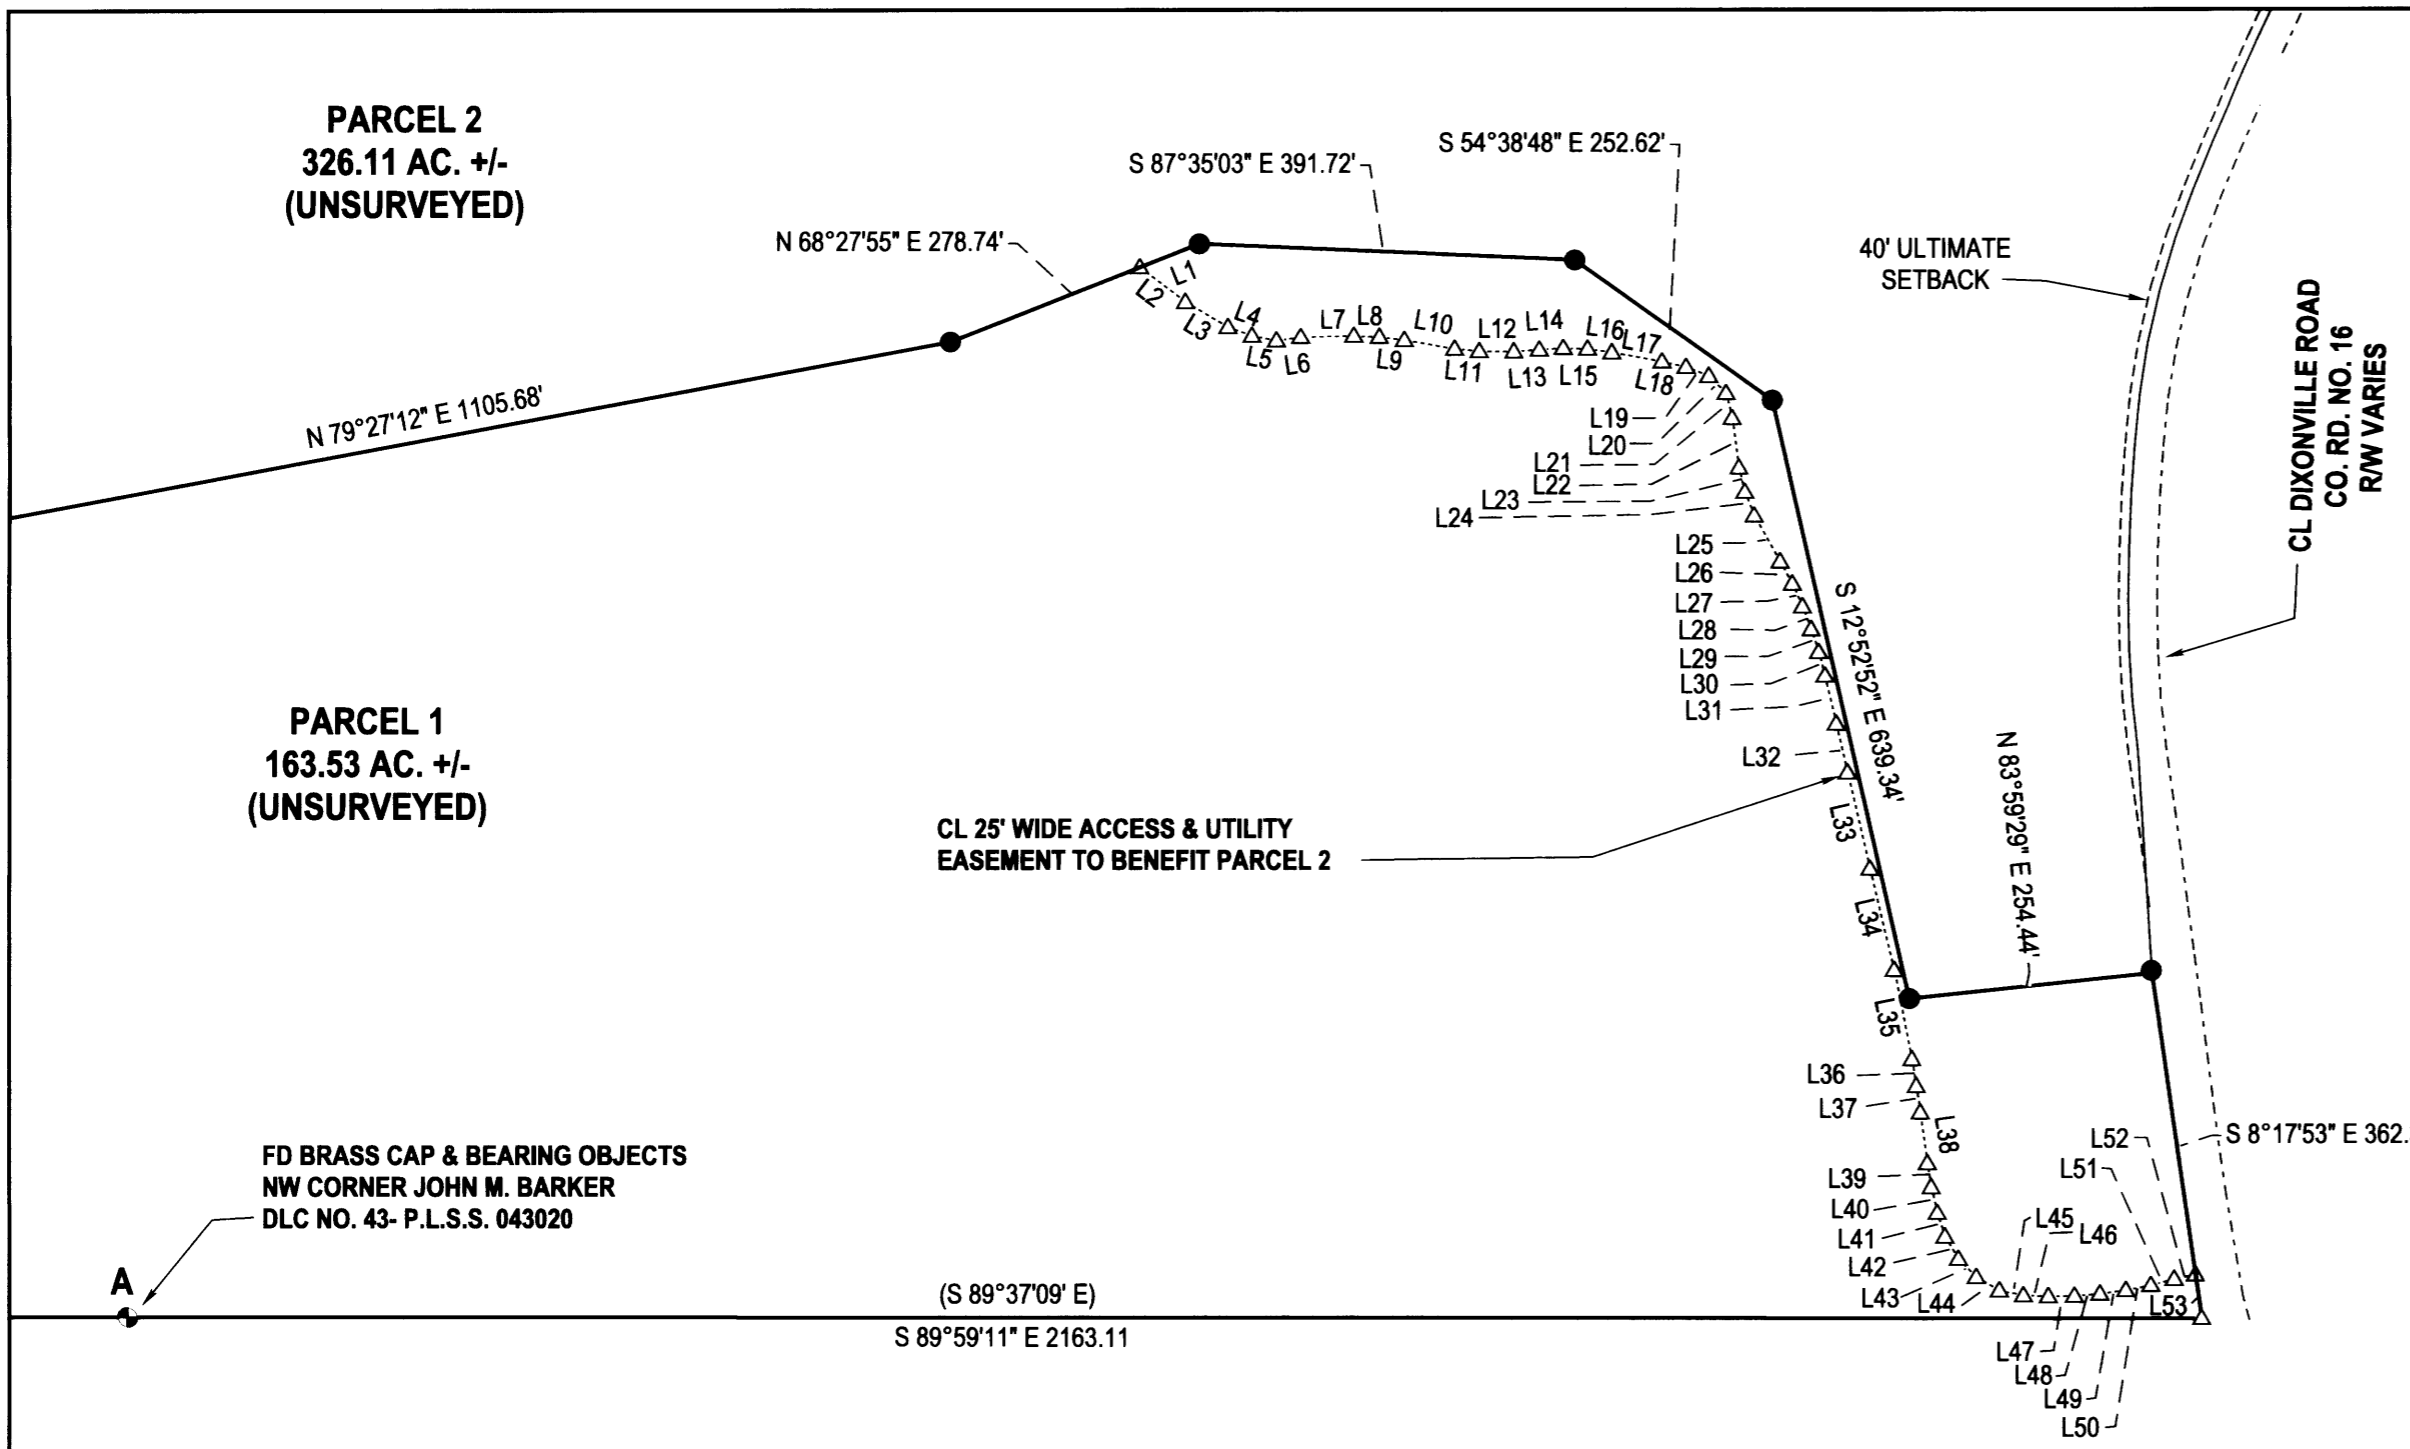 PARCEL 2
326.11 AC. +/-
(UNSURVEYED)
S 54°38'48" E 252.62'
S 87°35'03" E 391.72'
N 68°27'55" E 278.74'
40' ULTIMATE
SETBACK
CL DIXONVILLE ROAD
CO. RD. NO. 16
R/W VARIES
N 79°27'12" E 1105.68'
L1
L2
L3
L4
L5
L6
L7
L8
L9
L10
L11
L12
L13
L14
L15
L16
L17
L18
L19
L20
L21
L22
L23
L24
L25
L26
L27
L28
L29
L30
L31
L32
S 12°52'52" E 639.34'
PARCEL 1
163.53 AC. +/-
(UNSURVEYED)
N 83°59'29" E 254.44'
CL 25' WIDE ACCESS & UTILITY
EASEMENT TO BENEFIT PARCEL 2
L33
L34
L35
L36
L37
L38
L39
L40
L41
L42
L43
L44
L45
L46
L47
L48
L49
L50
L51
L52
L53
S 8°17'53" E 362.
FD BRASS CAP & BEARING OBJECTS
NW CORNER JOHN M. BARKER
DLC NO. 43- P.L.S.S. 043020
A
(S 89°37'09' E)
S 89°59'11" E 2163.11